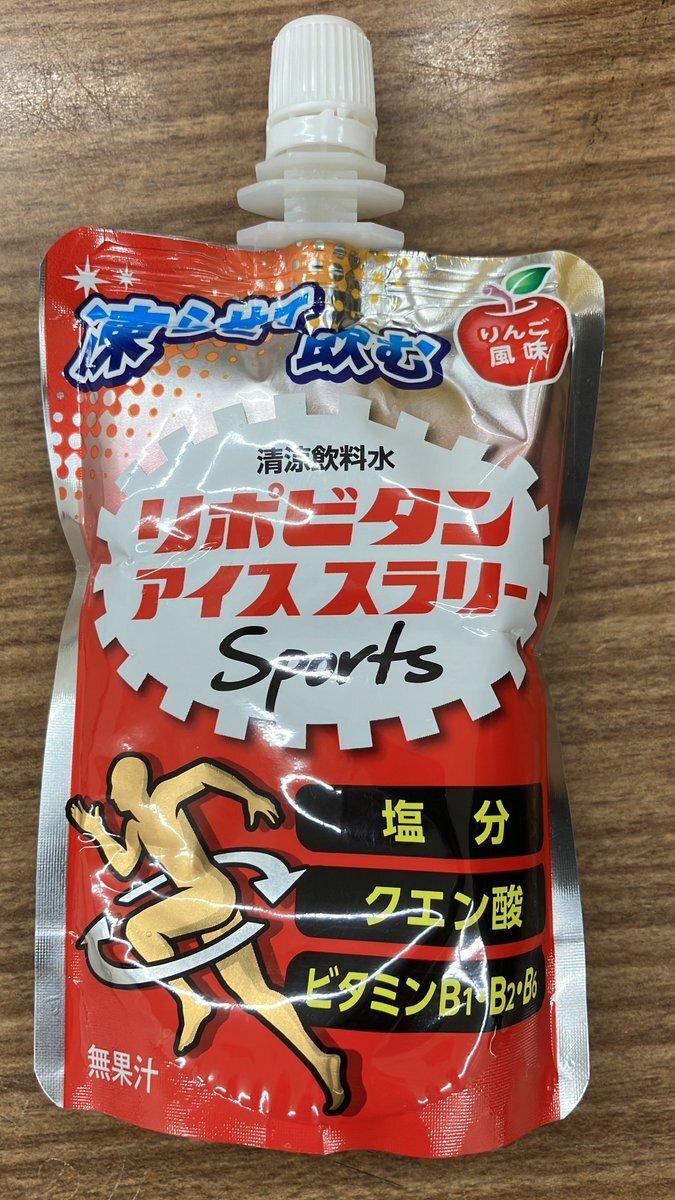 凍らせて
飲む
りんご
風味
清涼飲料水
リポビタン
アイススラリー
Sports
塩分
クエン酸
ビタミンB1・B2・B6
無果汁